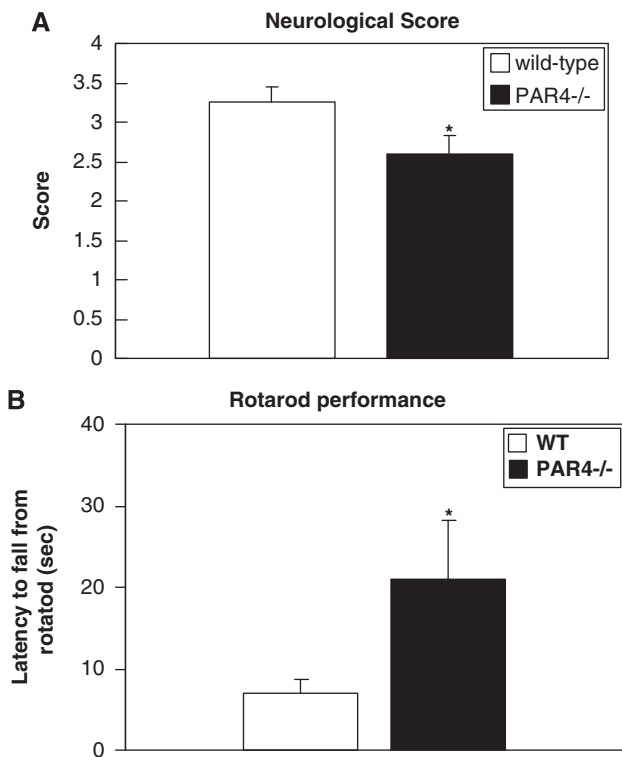 A
Neurological Score
4
3.5
3
2.5
2
1.5
1
0.5
0
Score
wild-type
PAR4-/-
*
B
Rotarod performance
40
30
20
10
0
Latency to fall from
rotatod (sec)
WT
PAR4-/-
*